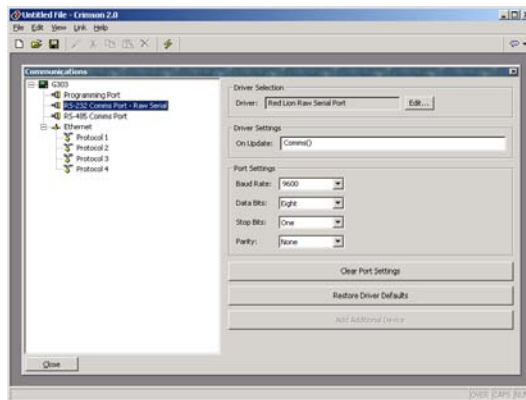 Untitled File - Crimson 2.0
File Edit View Link Help
Communications
G303
Programming Port
RS-232 Comms Port - Raw Serial
RS-485 Comms Port
Ethernet
Protocol 1
Protocol 2
Protocol 3
Protocol 4
Driver Selection
Driver: Red Lion Raw Serial Port Edit...
Driver Settings
On Update: Comms()
Port Settings
Baud Rate: 9600
Data Bits: Eight
Stop Bits: One
Parity: None
Clear Port Settings
Restore Driver Defaults
Add Additional Device
Close
OVER CAPS NUM